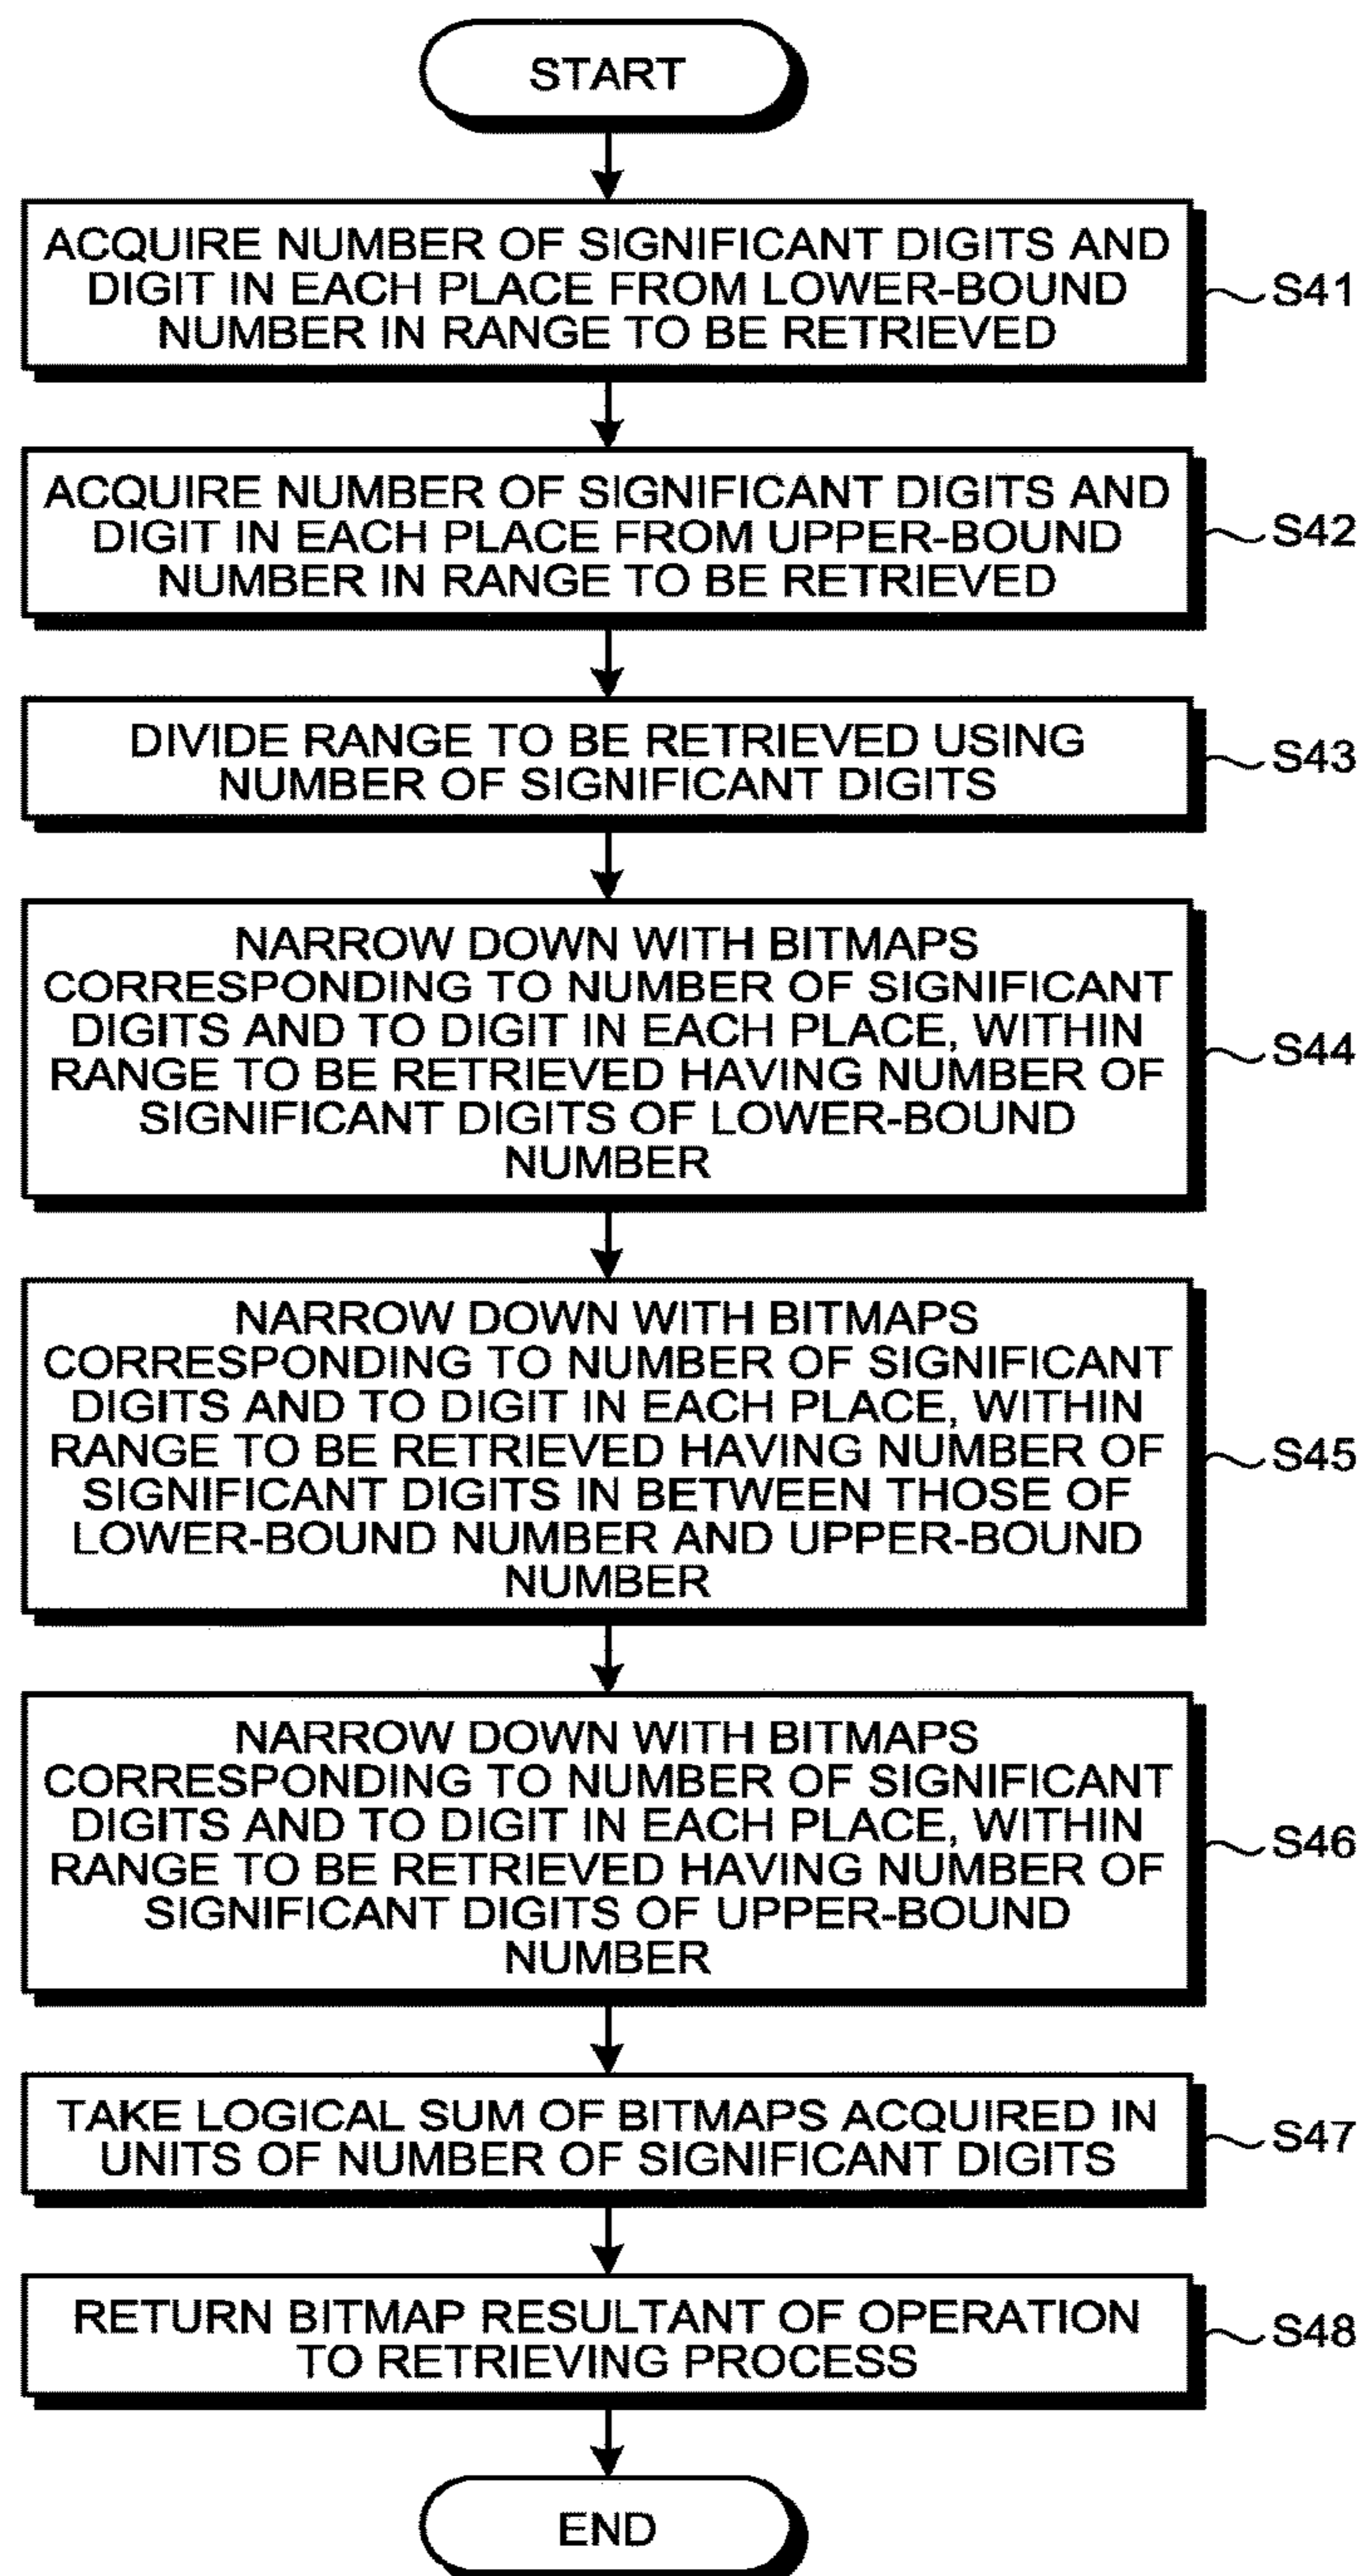 START
ACQUIRE NUMBER OF SIGNIFICANT DIGITS AND
DIGIT IN EACH PLACE FROM LOWER-BOUND
NUMBER IN RANGE TO BE RETRIEVED
S41
ACQUIRE NUMBER OF SIGNIFICANT DIGITS AND
DIGIT IN EACH PLACE FROM UPPER-BOUND
NUMBER IN RANGE TO BE RETRIEVED
S42
DIVIDE RANGE TO BE RETRIEVED USING
NUMBER OF SIGNIFICANT DIGITS
S43
NARROW DOWN WITH BITMAPS
CORRESPONDING TO NUMBER OF SIGNIFICANT
DIGITS AND TO DIGIT IN EACH PLACE, WITHIN
RANGE TO BE RETRIEVED HAVING NUMBER OF
SIGNIFICANT DIGITS OF LOWER-BOUND
NUMBER
S44
NARROW DOWN WITH BITMAPS
CORRESPONDING TO NUMBER OF SIGNIFICANT
DIGITS AND TO DIGIT IN EACH PLACE, WITHIN
RANGE TO BE RETRIEVED HAVING NUMBER OF
SIGNIFICANT DIGITS IN BETWEEN THOSE OF
LOWER-BOUND NUMBER AND UPPER-BOUND
NUMBER
S45
NARROW DOWN WITH BITMAPS
CORRESPONDING TO NUMBER OF SIGNIFICANT
DIGITS AND TO DIGIT IN EACH PLACE, WITHIN
RANGE TO BE RETRIEVED HAVING NUMBER OF
SIGNIFICANT DIGITS OF UPPER-BOUND
NUMBER
S46
TAKE LOGICAL SUM OF BITMAPS ACQUIRED IN
UNITS OF NUMBER OF SIGNIFICANT DIGITS
S47
RETURN BITMAP RESULTANT OF OPERATION
TO RETRIEVING PROCESS
S48
END